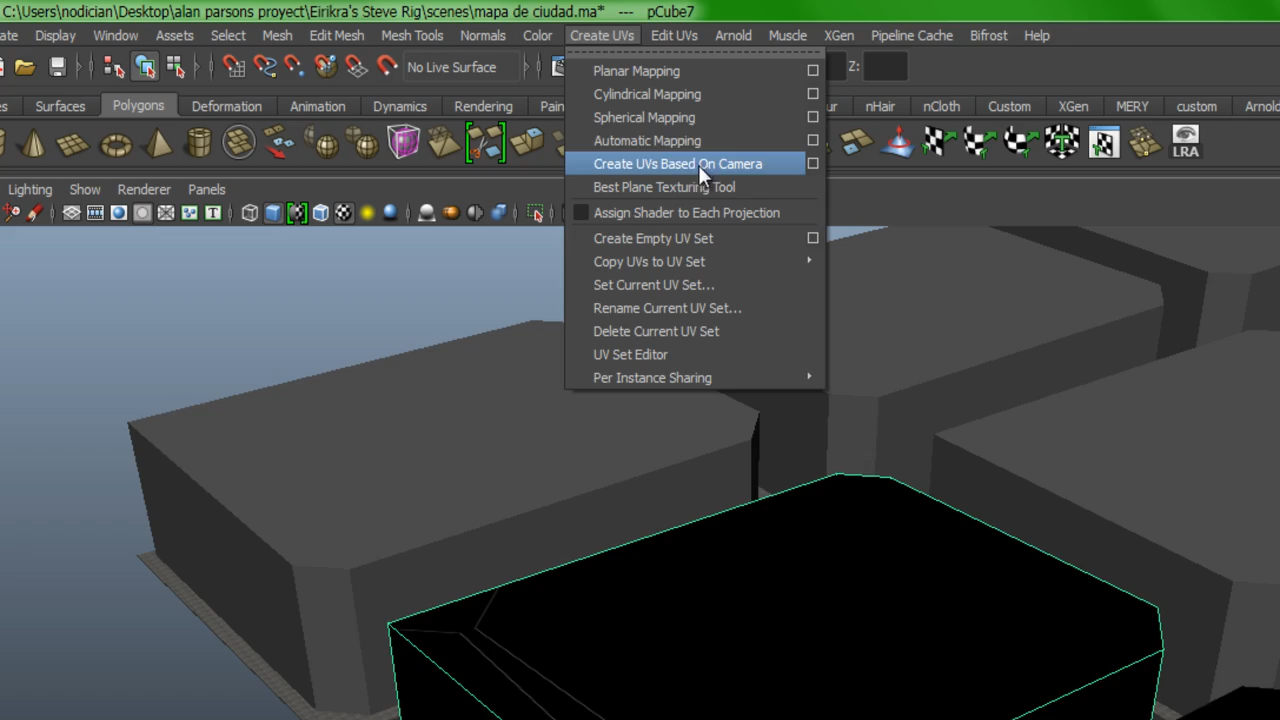 C:\Users\nodician\Desktop\alan parsons proyect\Eirikra's Steve Rig\scenes\mapa de ciudad.ma* --- pCube7
ate Display Window Assets Select Mesh Edit Mesh Mesh Tools Normals Color Create UVs Edit UVs Arnold Muscle XGen Pipeline Cache Bifrost Help
No Live Surface Z:
Planar Mapping
Cylindrical Mapping
Spherical Mapping
Automatic Mapping
Create UVs Based On Camera
Best Plane Texturing Tool
Assign Shader to Each Projection
Create Empty UV Set
Copy UVs to UV Set
Set Current UV Set...
Rename Current UV Set...
Delete Current UV Set
UV Set Editor
Per Instance Sharing
es Surfaces Polygons Deformation Animation Dynamics Rendering Pain ur nHair nCloth Custom XGen MERY custom Arnold
LRA
Lighting Show Renderer Panels